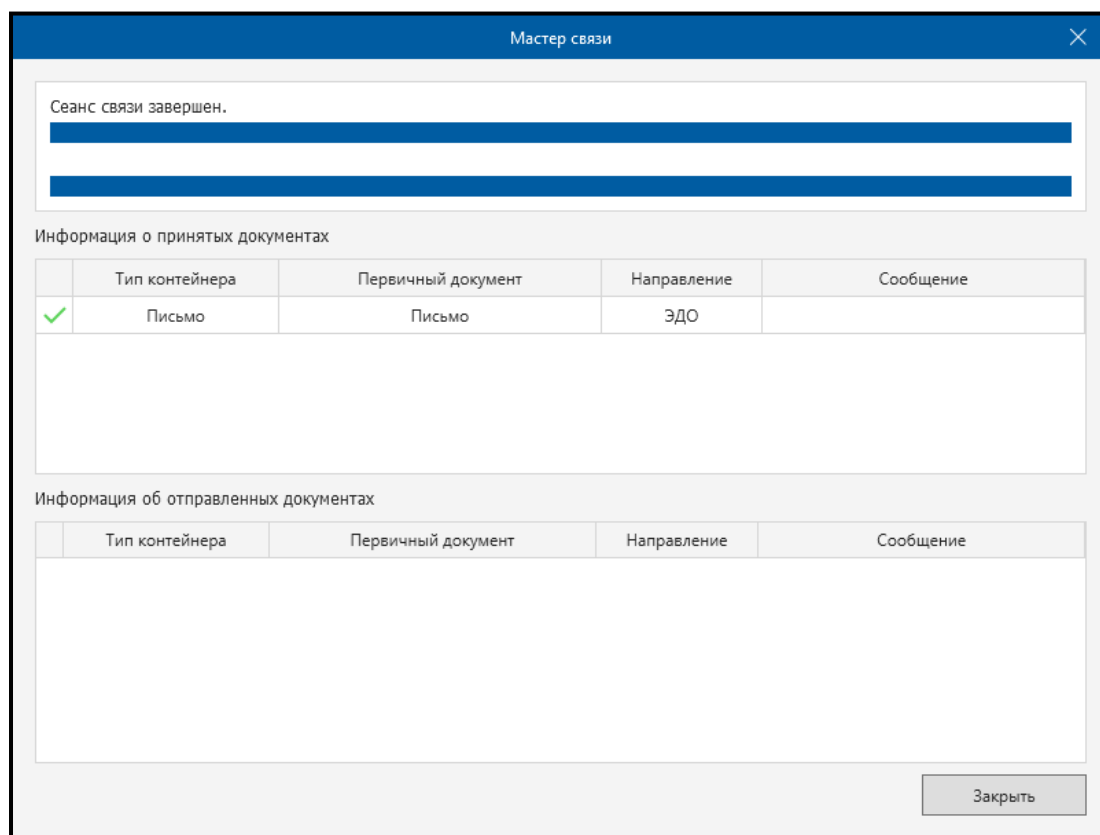 Мастер связи
Сеанс связи завершен.
Информация о принятых документах
Тип контейнера Первичный документ Направление Сообщение
Письмо Письмо ЭДО
Информация об отправленных документах
Тип контейнера Первичный документ Направление Сообщение
Закрыть